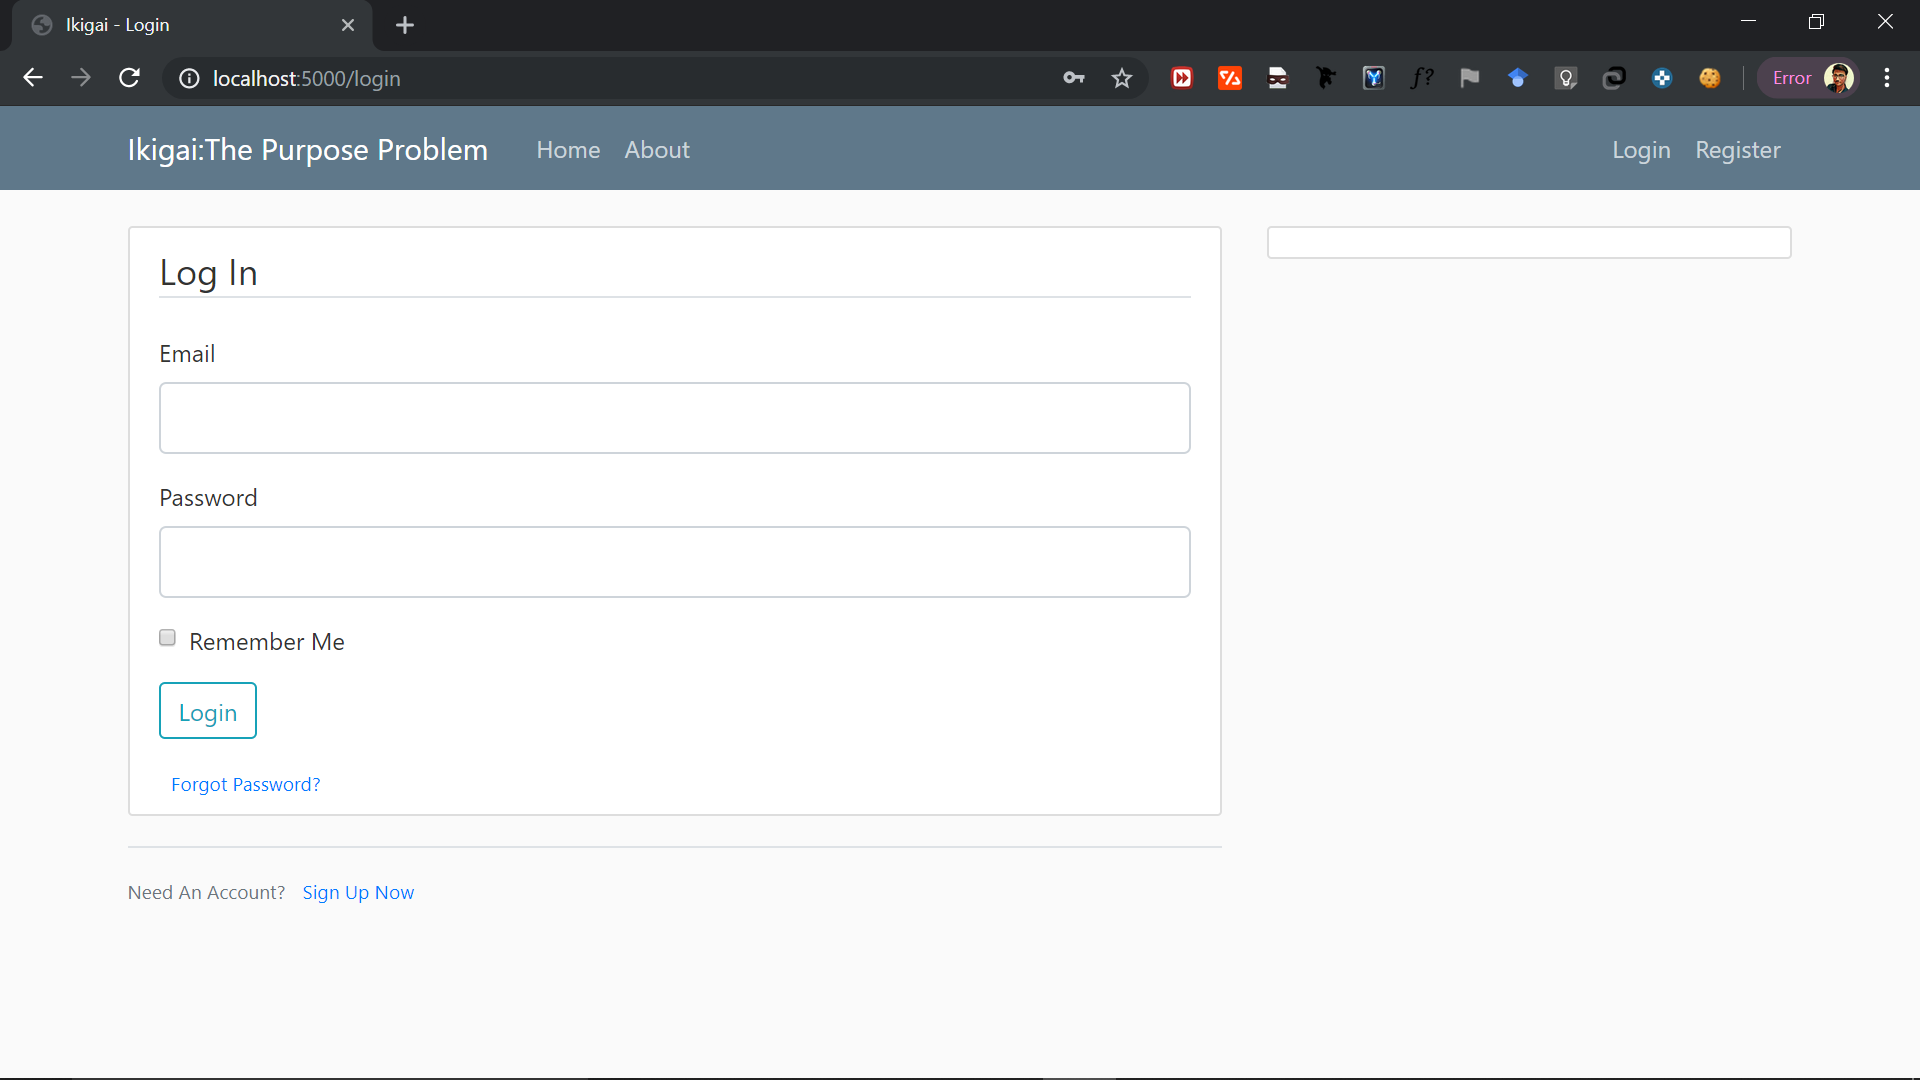 Ikigai - Login
localhost:5000/login
f?
Error
Ikigai:The Purpose Problem Home About Login Register
Log In
Email
Password
Remember Me
Login
Forgot Password?
Need An Account? Sign Up Now